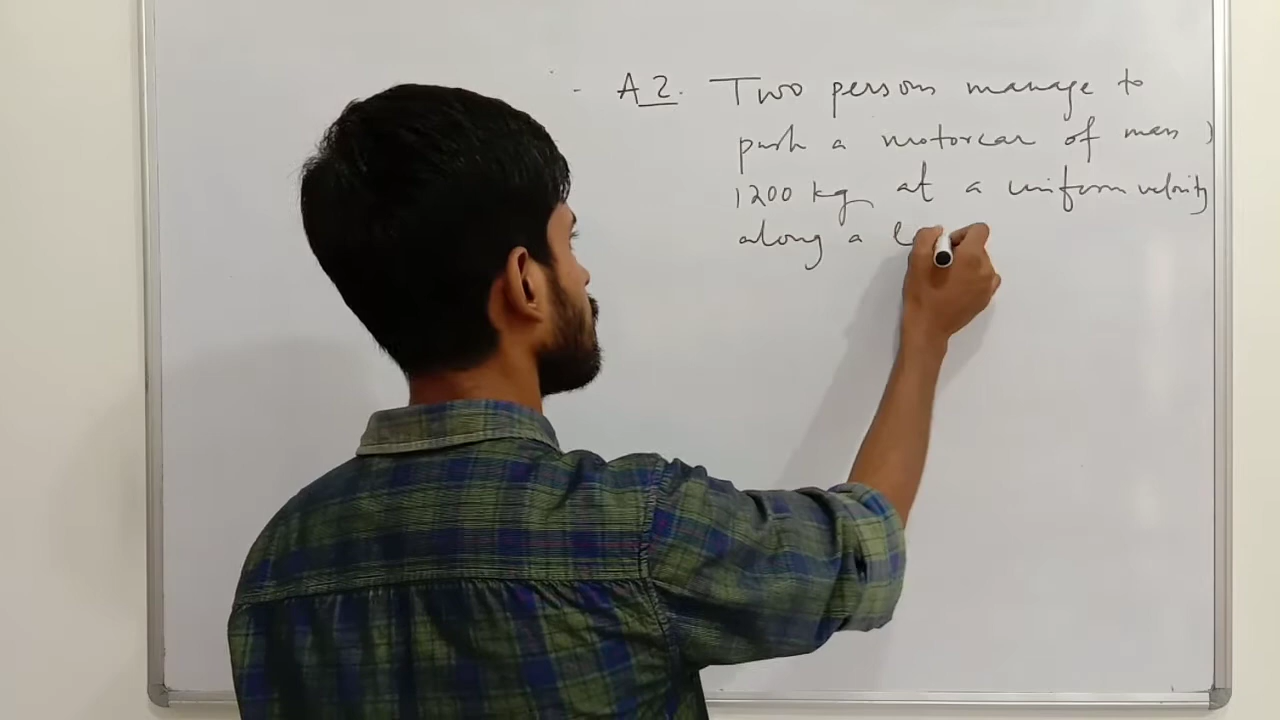 A2. Two persons manage to
push a motorcar of mass
1200 kg at a uniform velocity
along a l